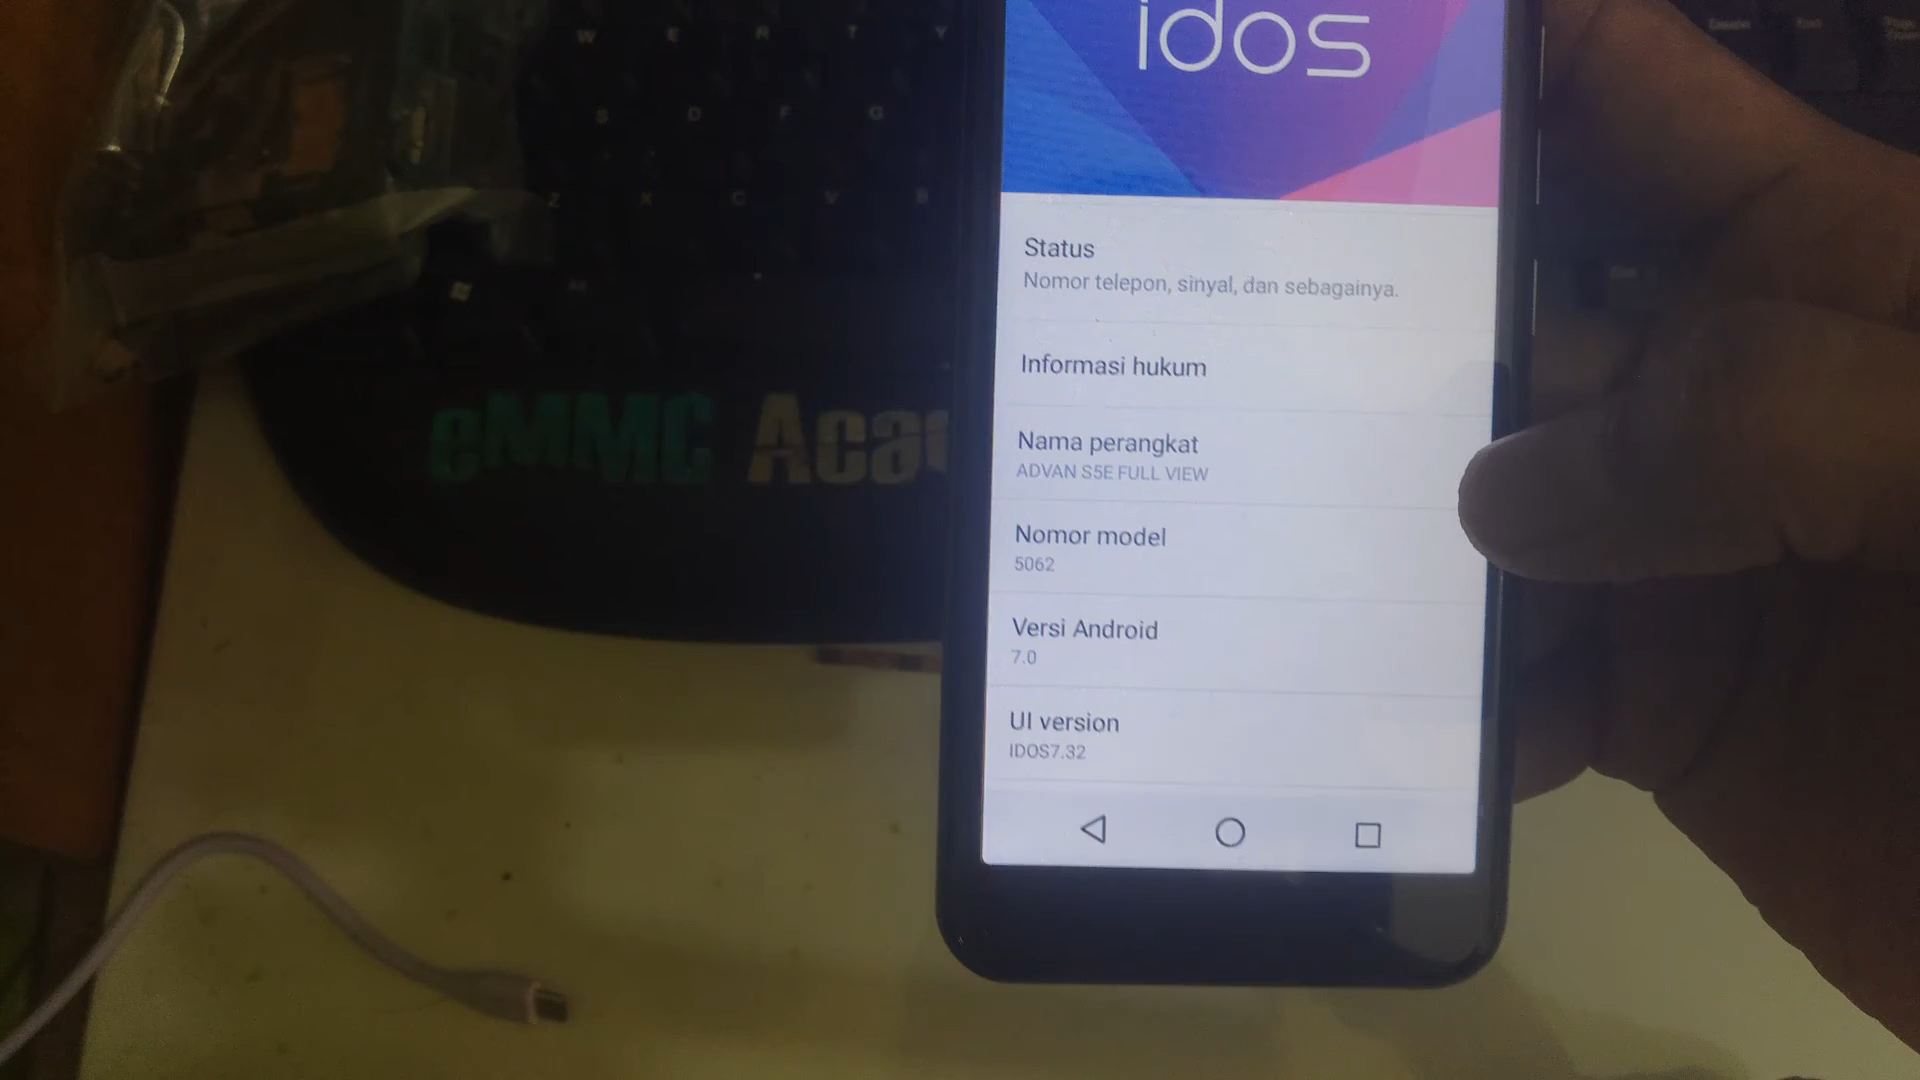 idos
Status
Nomor telepon, sinyal, dan sebagainya.
Informasi hukum
Nama perangkat
ADVAN S5E FULL VIEW
Nomor model
5062
Versi Android
7.0
UI version
IDOS7.32
eMMC Aca
W E R T Y
S D F G
Z X C V B